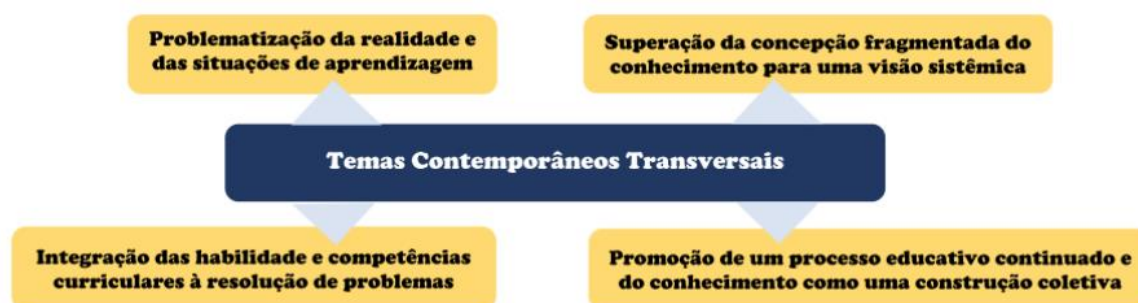 Problematização da realidade e
das situações de aprendizagem
Superação da concepção fragmentada do
conhecimento para uma visão sistêmica
Temas Contemporâneos Transversais
Integração das habilidade e competências
curriculares à resolução de problemas
Promoção de um processo educativo continuado e
do conhecimento como uma construção coletiva